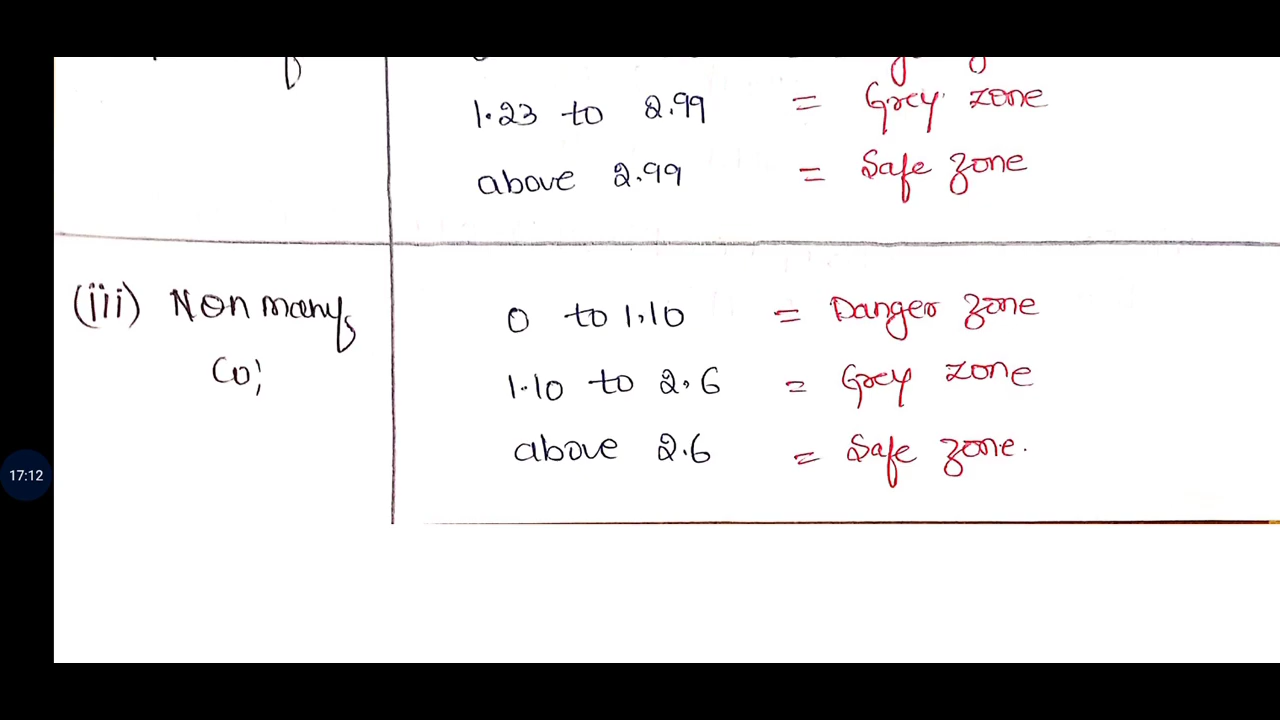 1.23 to 2.99 = Grey zone
above 2.99 = Safe zone
(iii) Non manf
Co; 
0 to 1.10 = Danger zone
1.10 to 2.6 = Grey zone
above 2.6 = Safe zone.
17:12